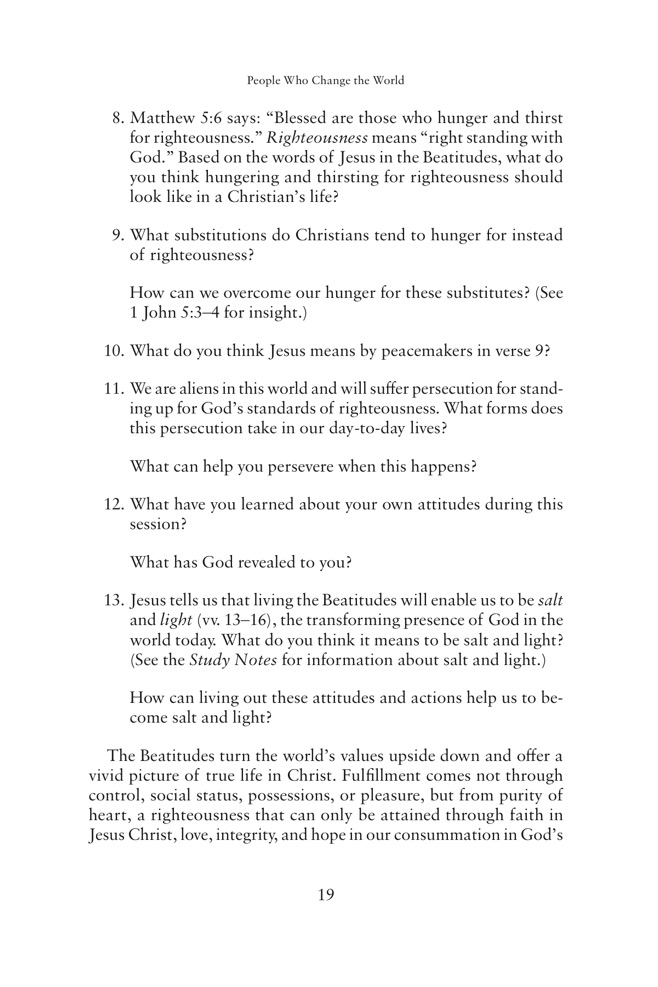 People Who Change the World
8. Matthew 5:6 says: “Blessed are those who hunger and thirst
for righteousness.” Righteousness means “right standing with
God.” Based on the words of Jesus in the Beatitudes, what do
you think hungering and thirsting for righteousness should
look like in a Christian’s life?
9. What substitutions do Christians tend to hunger for instead
of righteousness?
How can we overcome our hunger for these substitutes? (See
1 John 5:3–4 for insight.)
10. What do you think Jesus means by peacemakers in verse 9?
11. We are aliens in this world and will suffer persecution for stand-
ing up for God’s standards of righteousness. What forms does
this persecution take in our day-to-day lives?
What can help you persevere when this happens?
12. What have you learned about your own attitudes during this
session?
What has God revealed to you?
13. Jesus tells us that living the Beatitudes will enable us to be salt
and light (vv. 13–16), the transforming presence of God in the
world today. What do you think it means to be salt and light?
(See the Study Notes for information about salt and light.)
How can living out these attitudes and actions help us to be-
come salt and light?
The Beatitudes turn the world’s values upside down and offer a
vivid picture of true life in Christ. Fulfillment comes not through
control, social status, possessions, or pleasure, but from purity of
heart, a righteousness that can only be attained through faith in
Jesus Christ, love, integrity, and hope in our consummation in God’s
19